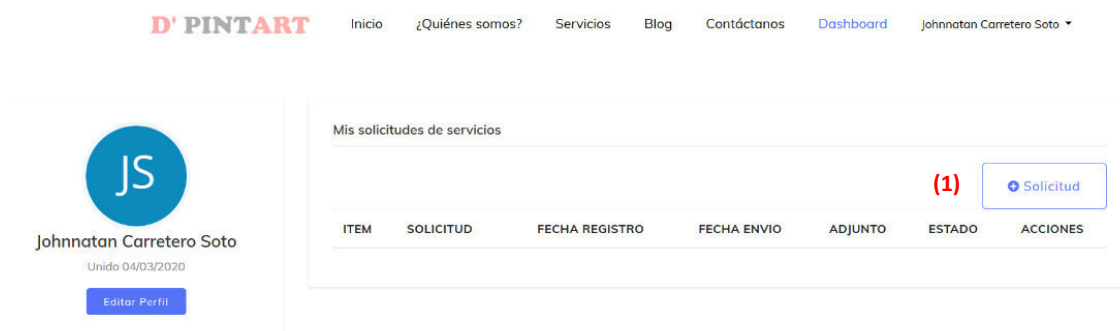 D' PINTART Inicio ¿Quiénes somos? Servicios Blog Contáctanos Dashboard Johnnatan Carretero Soto
JS
Johnnatan Carretero Soto
Unido 04/03/2020
Editar Perfil
Mis solicitudes de servicios
(1) Solicitud
ITEM SOLICITUD FECHA REGISTRO FECHA ENVIO ADJUNTO ESTADO ACCIONES